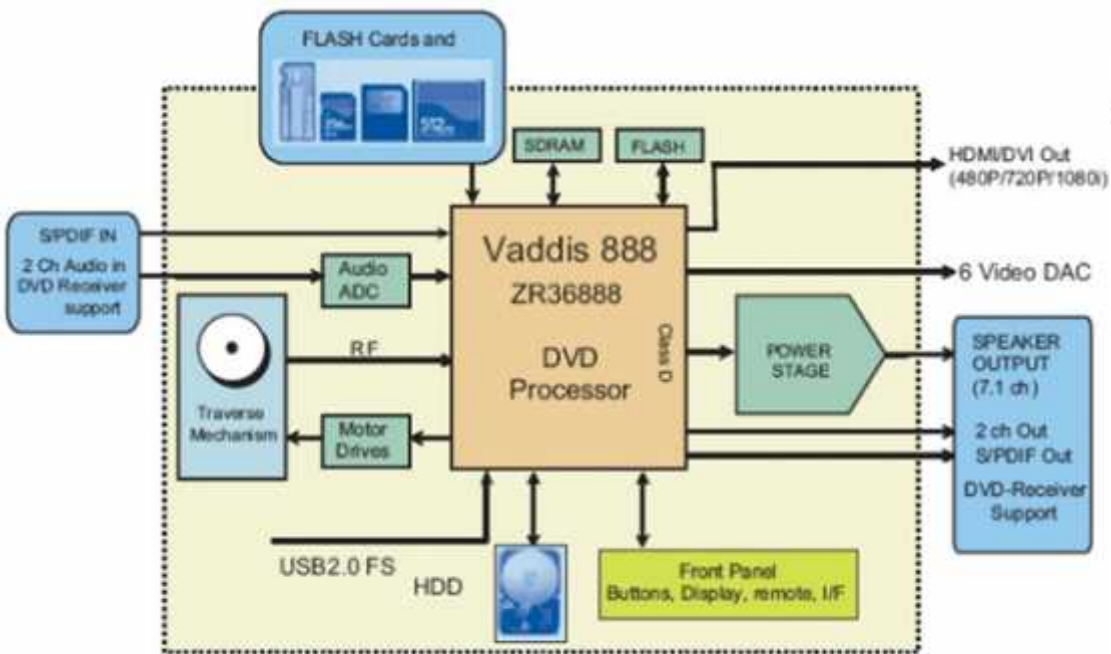 FLASH Cards and
512
SDRAM
FLASH
HDMI/DVI Out
(480P/720P/1080i)
S/PDIF IN
2 Ch Audio in
DVD Receiver
support
Audio
ADC
Vaddis 888
ZR36888
DVD
Processor
Class D
6 Video DAC
RF
Traverse
Mechanism
Motor
Drives
POWER
STAGE
SPEAKER
OUTPUT
(7.1 ch )
2 ch Out
S/PDIF Out
DVD-Receiver
Support
USB2.0 FS
HDD
Front Panel
Buttons, Display, remote, I/F